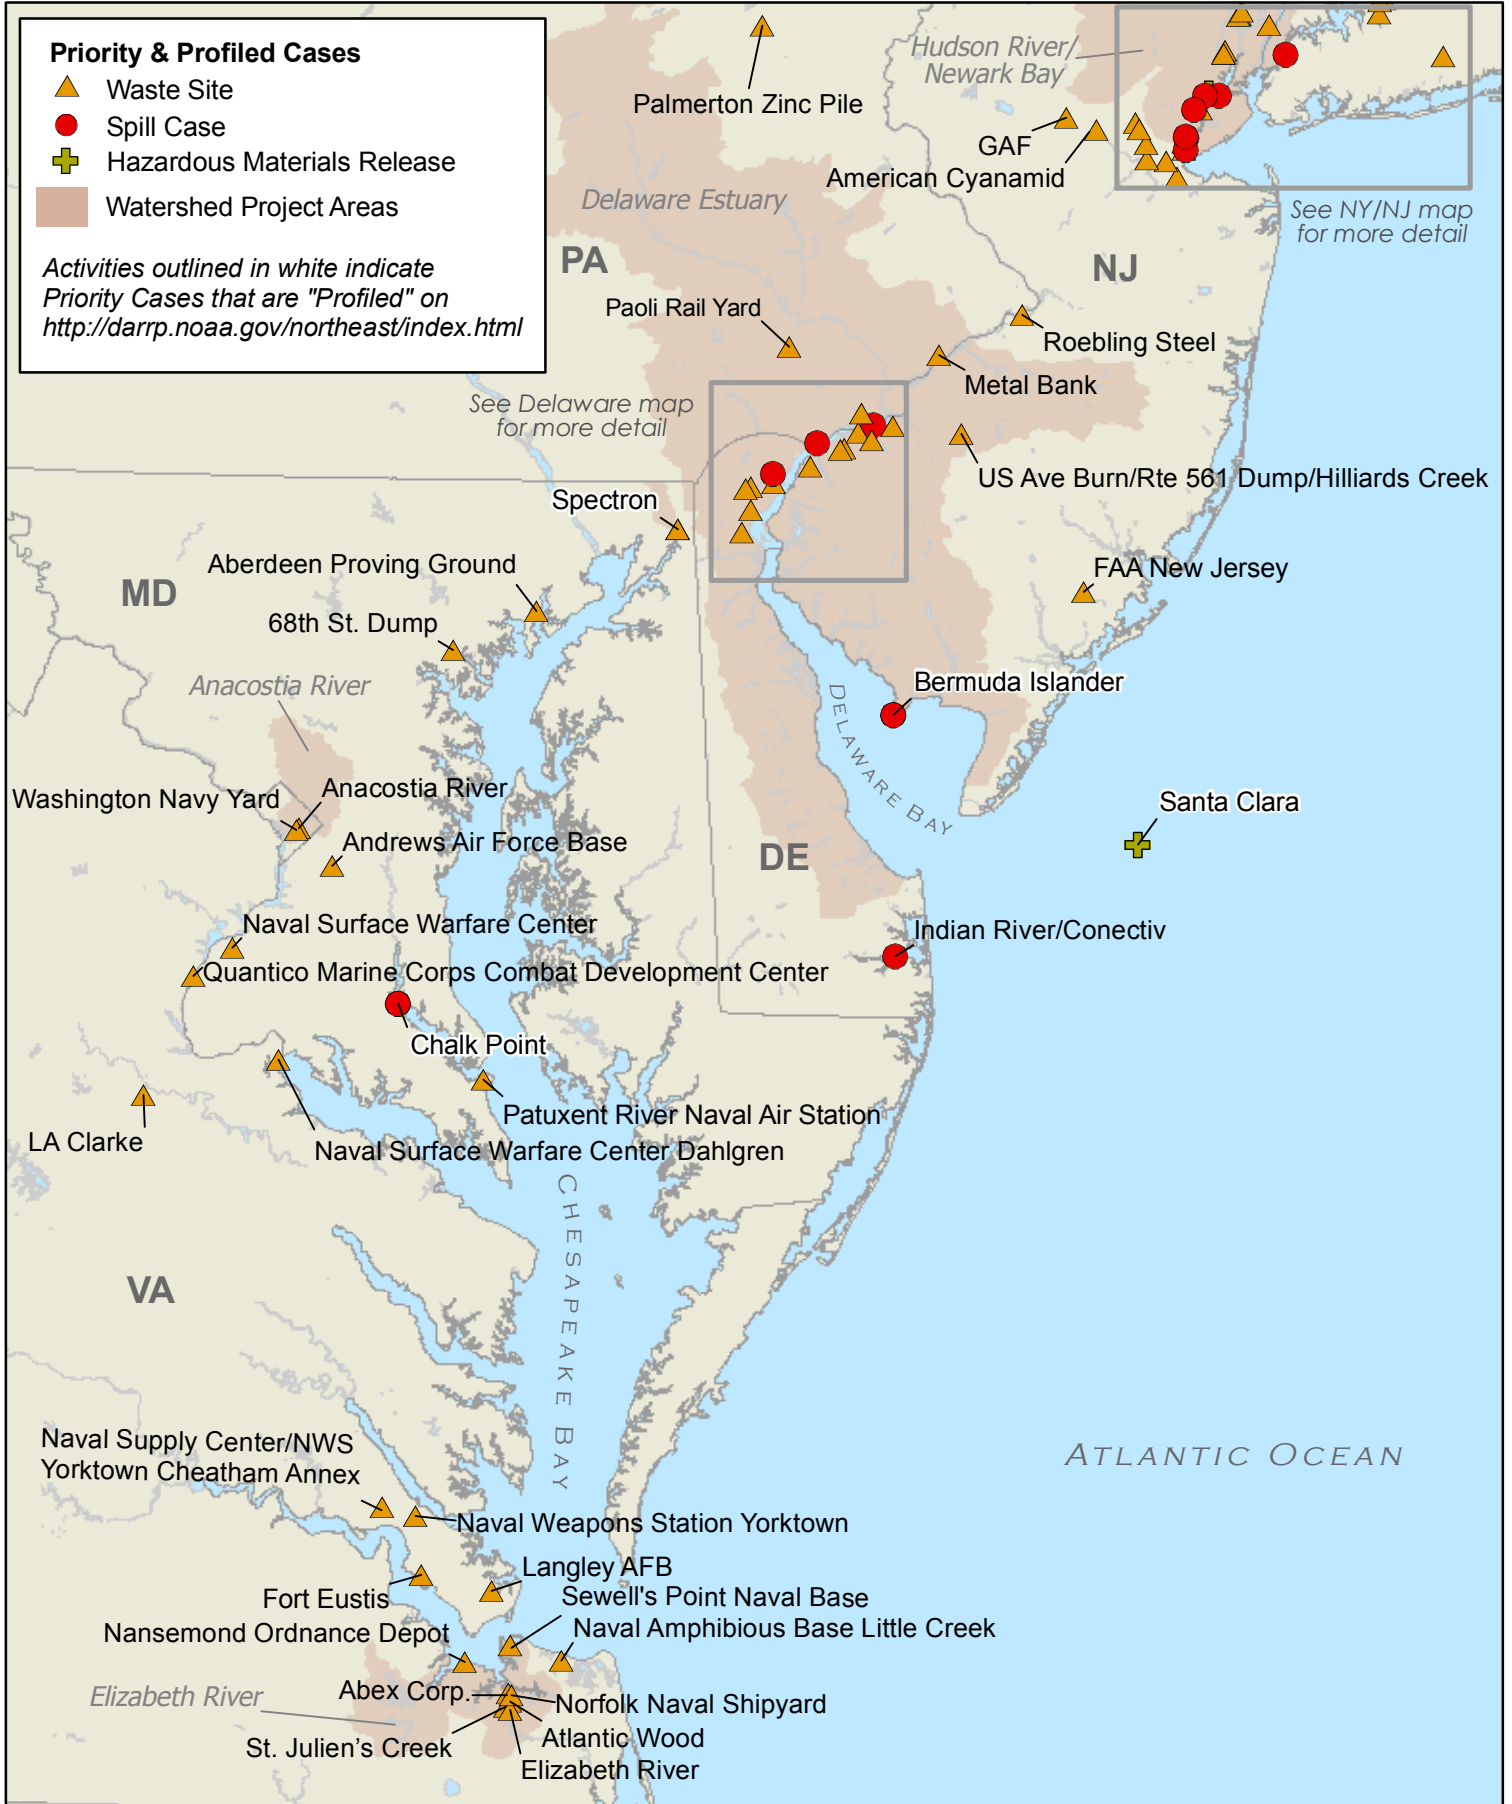 Priority & Profiled Cases
Waste Site
Spill Case
Hazardous Materials Release
Watershed Project Areas
Activities outlined in white indicate
Priority Cases that are "Profiled" on
http://darrp.noaa.gov/northeast/index.html
Hudson River/
Newark Bay
Palmerton Zinc Pile
GAF
American Cyanamid
Delaware Estuary
See NY/NJ map
for more detail
PA
NJ
Paoli Rail Yard
Roebling Steel
Metal Bank
See Delaware map
for more detail
US Ave Burn/Rte 561 Dump/Hilliards Creek
Spectron
Aberdeen Proving Ground
FAA New Jersey
MD
68th St. Dump
Anacostia River
Bermuda Islander
DELAWARE BAY
Washington Navy Yard
Anacostia River
Santa Clara
Andrews Air Force Base
DE
Naval Surface Warfare Center
Indian River/Conectiv
Quantico Marine Corps Combat Development Center
Chalk Point
Patuxent River Naval Air Station
LA Clarke
Naval Surface Warfare Center Dahlgren
CHESAPEAKE BAY
VA
ATLANTIC OCEAN
Naval Supply Center/NWS
Yorktown Cheatham Annex
Naval Weapons Station Yorktown
Langley AFB
Fort Eustis
Sewell's Point Naval Base
Nansemond Ordnance Depot
Naval Amphibious Base Little Creek
Elizabeth River
Abex Corp.
Norfolk Naval Shipyard
Atlantic Wood
St. Julien’s Creek
Elizabeth River